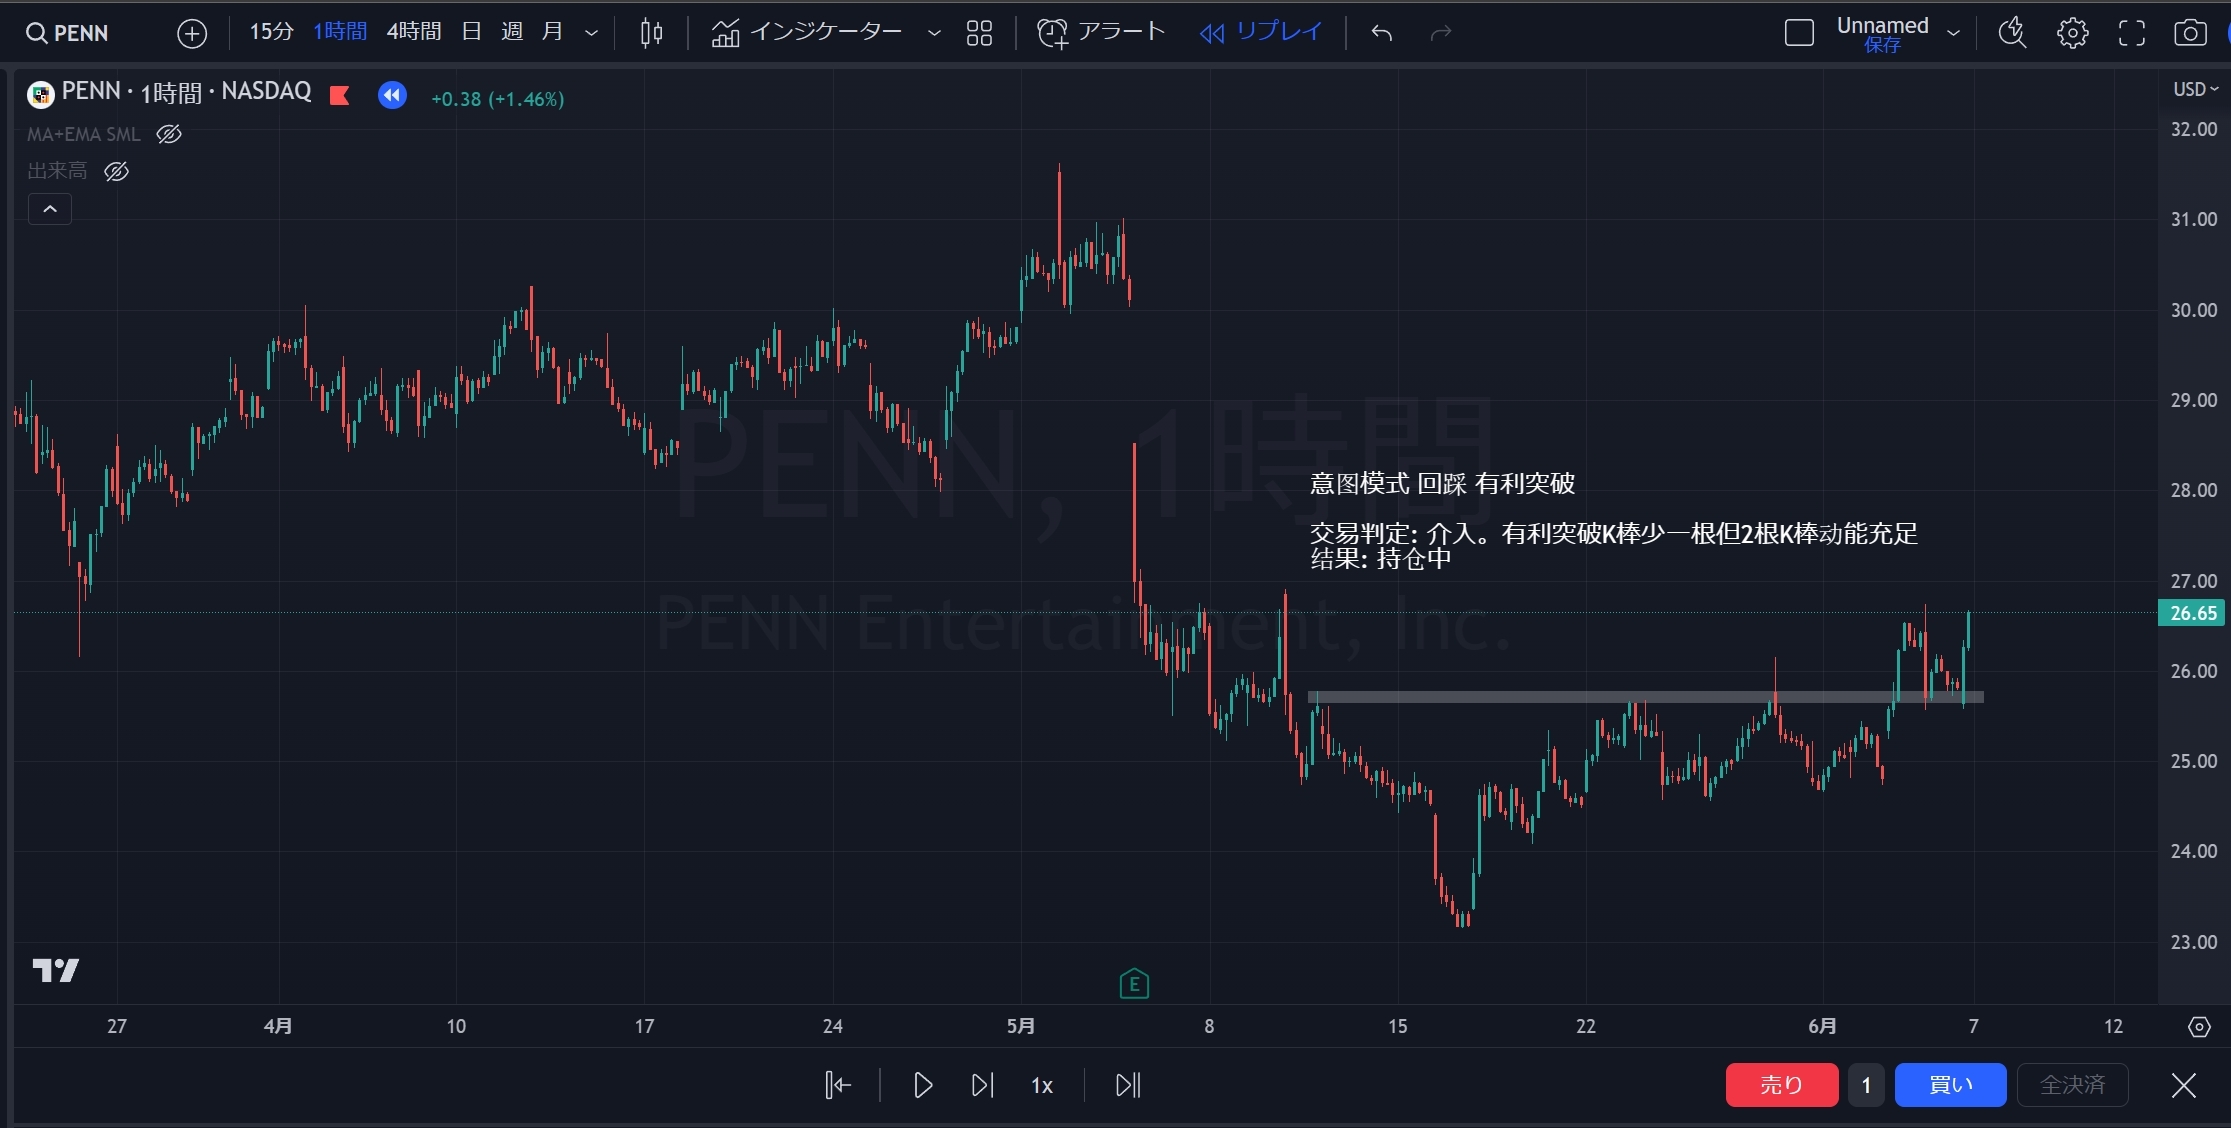 PENN
15分 1時間 4時間 日 週 月 インジケーター アラート リプレイ Unnamed
保存
PENN · 1時間 · NASDAQ +0.38 (+1.46%)
USD
MA+EMA SML
出来高
32.00
31.00
30.00
29.00
28.00
27.00
26.65
26.00
25.00
24.00
23.00
PENN, 1時間
PENN Entertainment, Inc.
意图模式 回踩 有利突破
交易判定: 介入。有利突破K棒少一根但2根K棒动能充足
结果: 持仓中
E
27 4月 10 17 24 5月 8 15 22 6月 7 12
1x
売り 1 買い 全決済